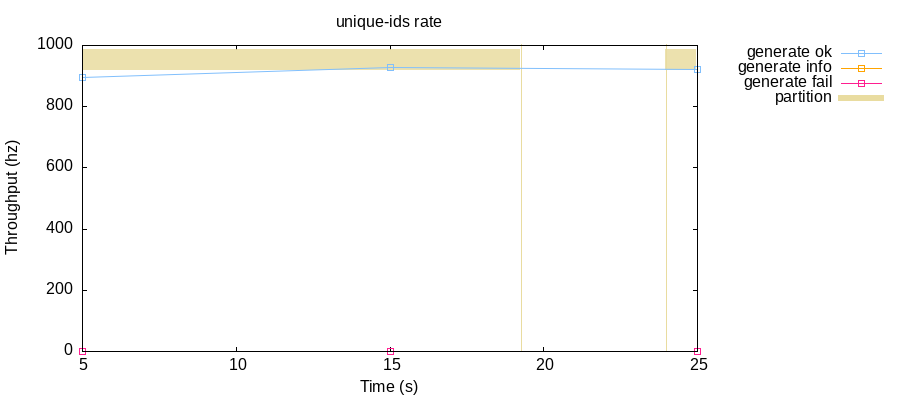 unique-ids rate
1000
800
600
400
200
0
Throughput (hz)
5
10
15
20
25
Time (s)
generate ok
generate info
generate fail
partition